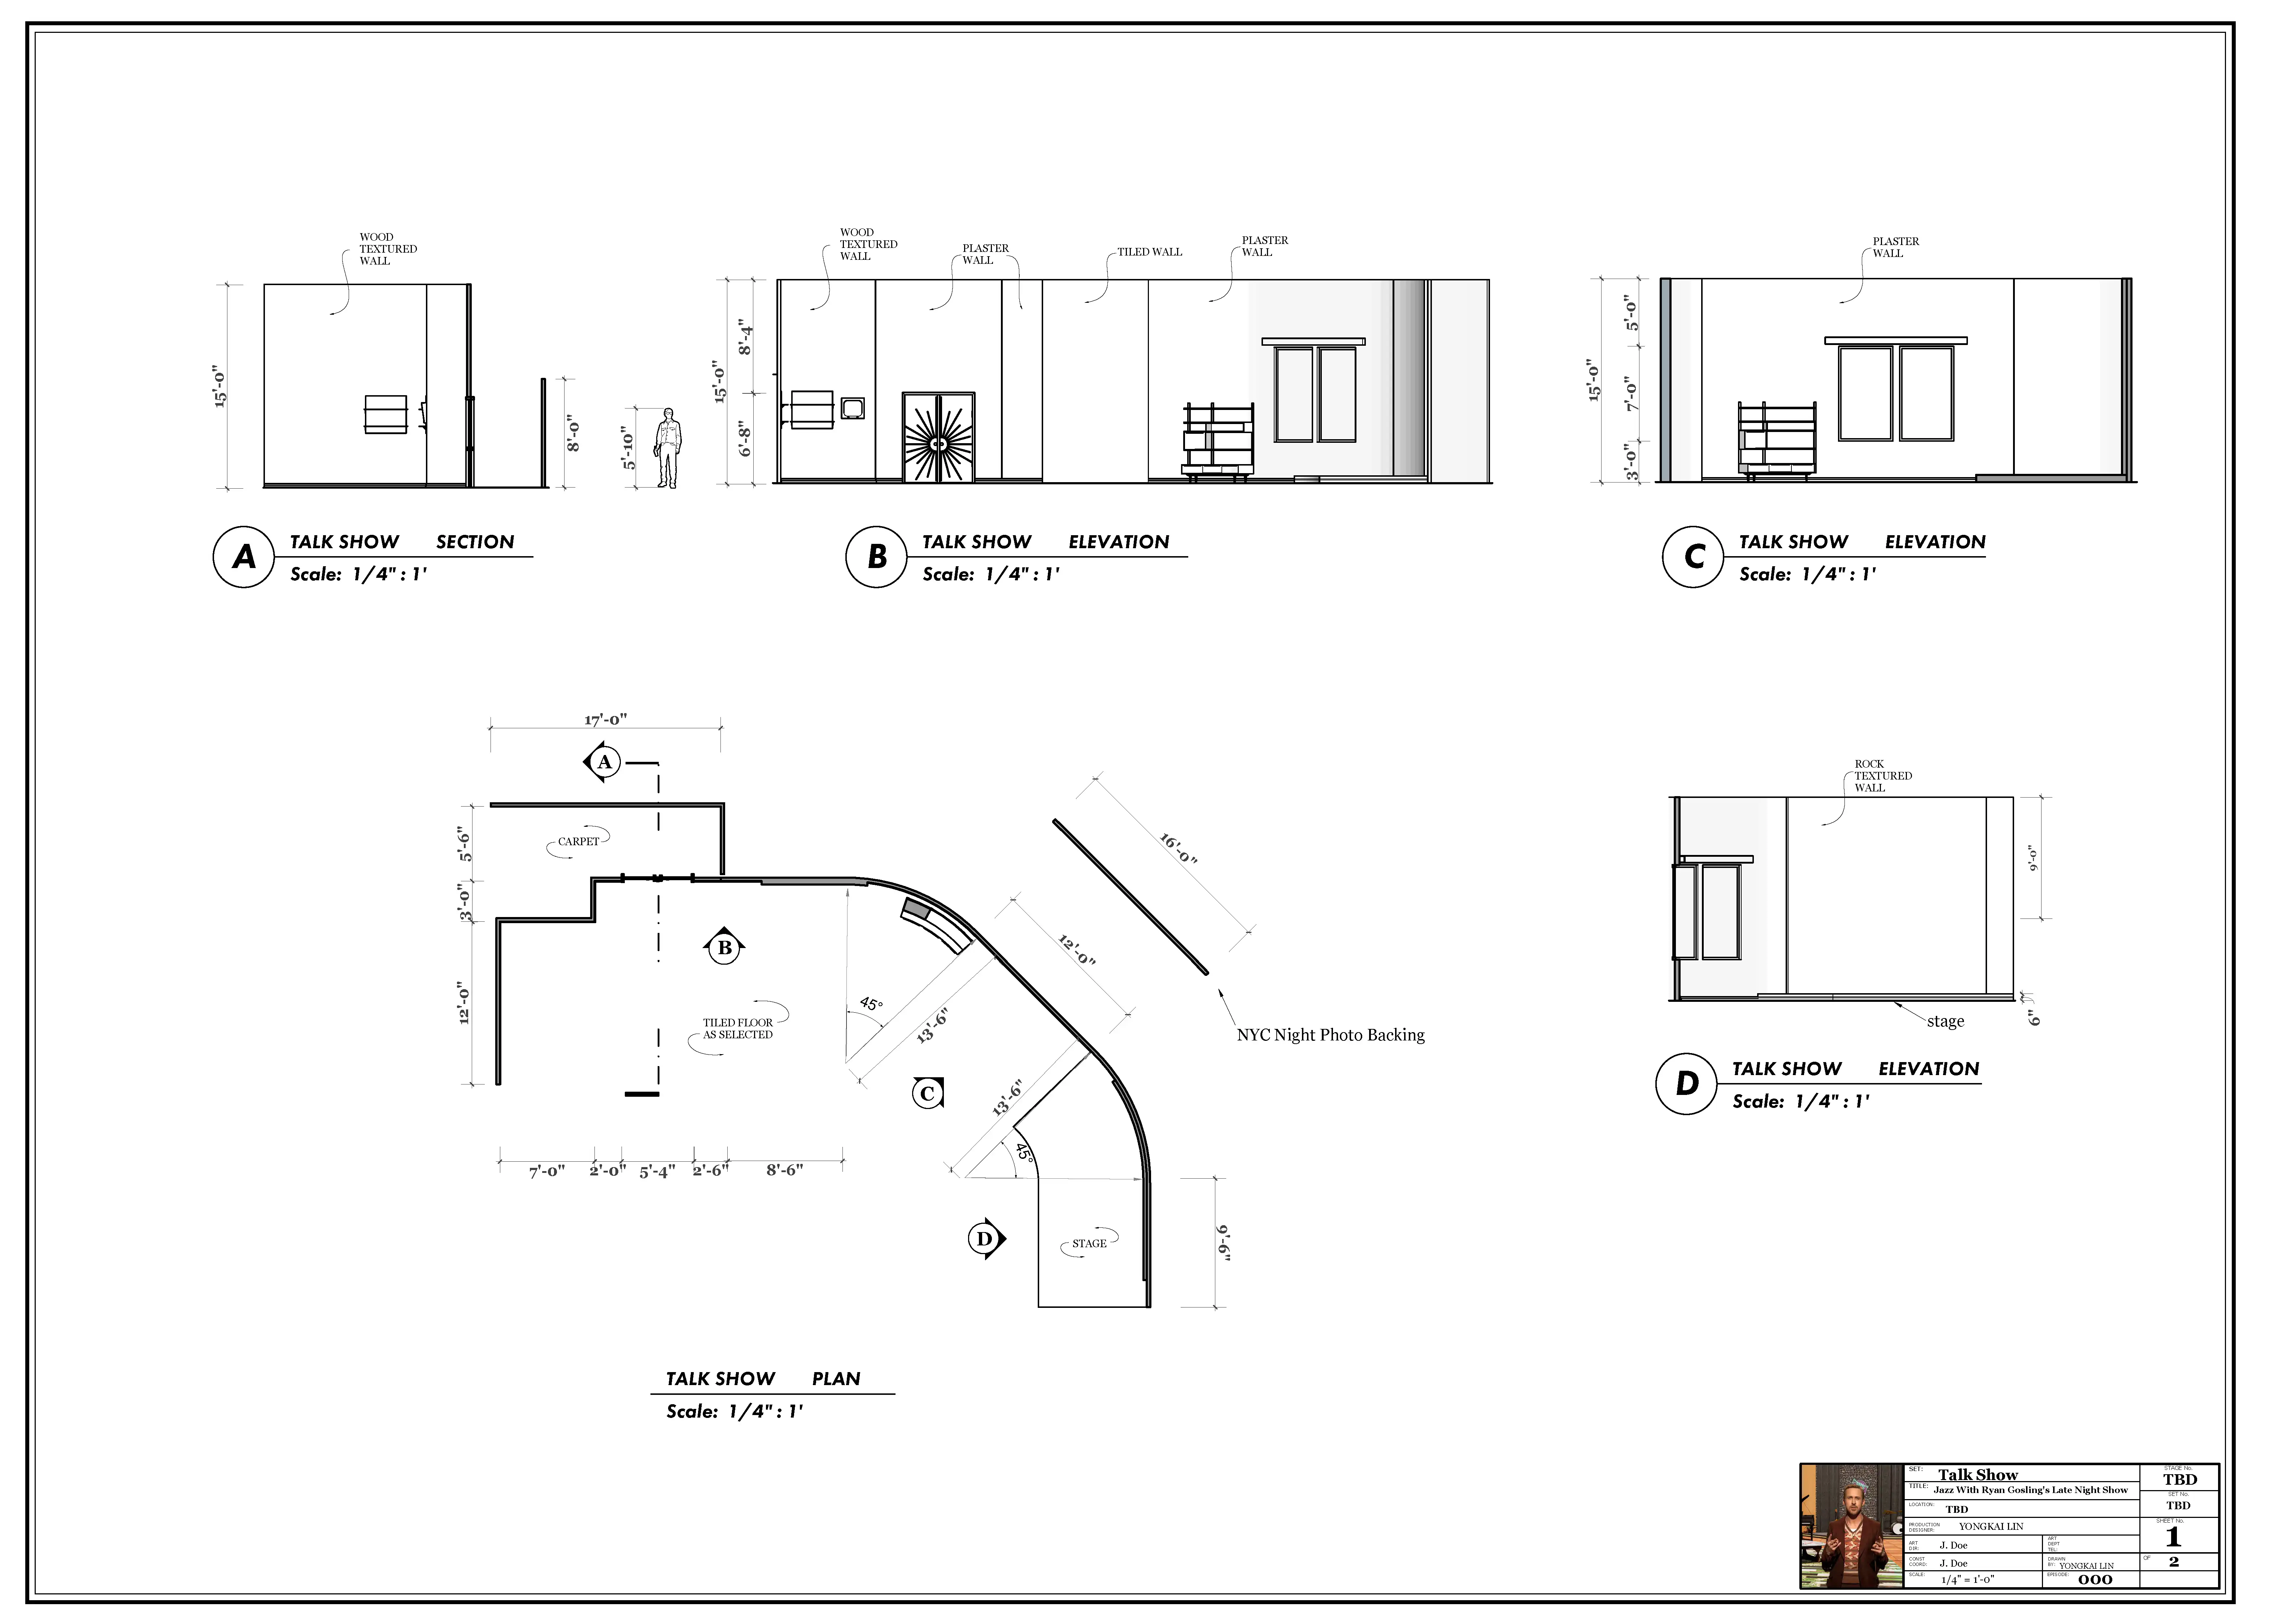 WOOD
TEXTURED
WALL
15'-0"
8'-0"
5'-10"
A
TALK SHOW SECTION
Scale: 1/4" : 1'
WOOD
TEXTURED
WALL
PLASTER
WALL
TILED WALL
PLASTER
WALL
15'-0"
8'-4"
6'-8"
B
TALK SHOW ELEVATION
Scale: 1/4" : 1'
PLASTER
WALL
15'-0"
5'-0"
7'-0"
3'-0"
C
TALK SHOW ELEVATION
Scale: 1/4" : 1'
17'-0"
A
CARPET
5'-6"
3'-0"
12'-0"
B
TILED FLOOR
AS SELECTED
45°
13'-6"
12'-0"
16'-0"
NYC Night Photo Backing
C
13'-6"
45°
7'-0"
2'-0"
5'-4"
2'-6"
8'-6"
D
STAGE
9'-6"
TALK SHOW PLAN
Scale: 1/4" : 1'
ROCK
TEXTURED
WALL
9'-0"
6"
stage
D
TALK SHOW ELEVATION
Scale: 1/4" : 1'
SET: Talk Show
TITLE: Jazz With Ryan Gosling's Late Night Show
LOCATION: TBD
PRODUCTION
DESIGNER: YONGKAI LIN
ART
DIR: J. Doe
ART
DEPT
TEL:
CONST
COORD: J. Doe
DRAWN
BY: YONGKAI LIN
SCALE: 1/4" = 1'-0"
EPISODE: 000
STAGE No.
TBD
SET No.
TBD
SHEET No.
1
OF 2